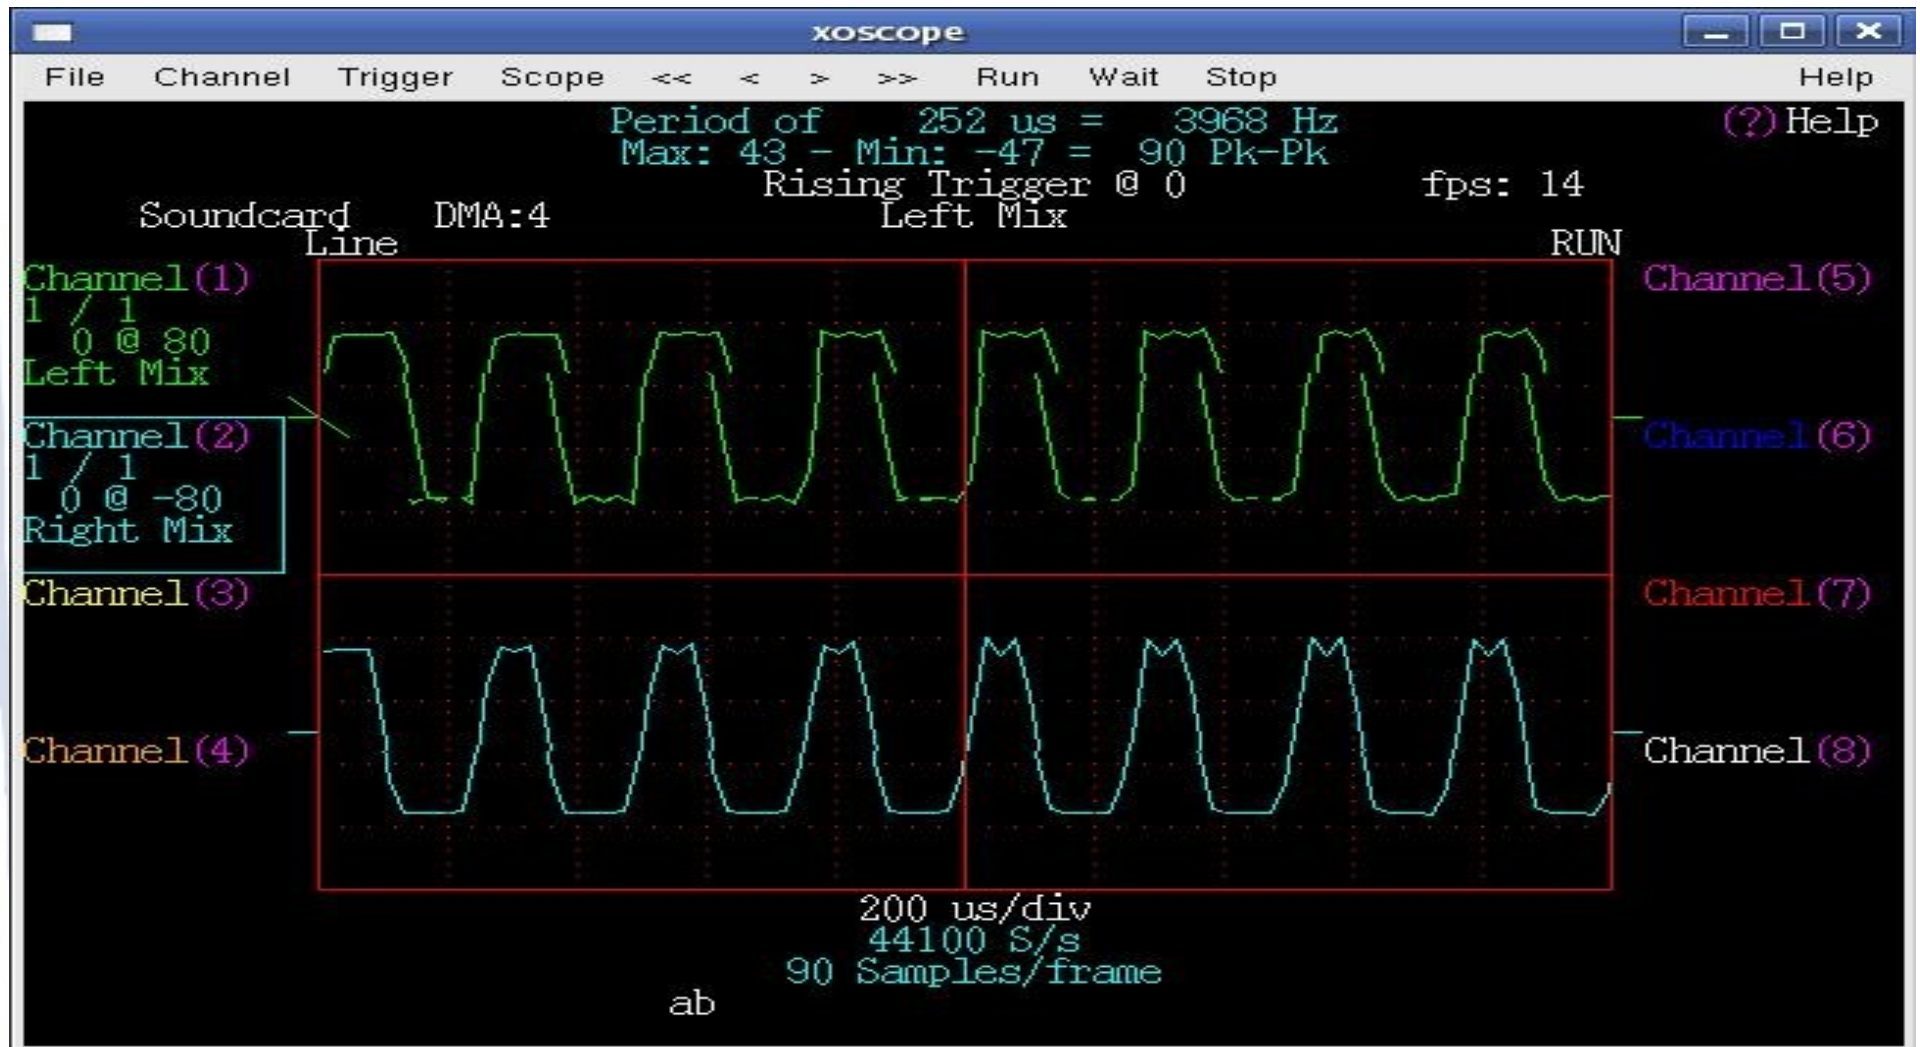 xoscope
File Channel Trigger Scope << < > >> Run Wait Stop Help
Period of 252 us = 3968 Hz
(?)Help
Max: 43 - Min: -47 = 90 Pk-Pk
Rising Trigger @ 0
fps: 14
Soundcard DMA:4
Left Mix
Line
RUN
Channel(1)
1 / 1
0 @ 80
Left Mix
Channel(2)
1 / 1
0 @ -80
Right Mix
Channel(3)
Channel(4)
Channel(5)
Channel(6)
Channel(7)
Channel(8)
200 us/div
44100 S/s
90 Samples/frame
ab